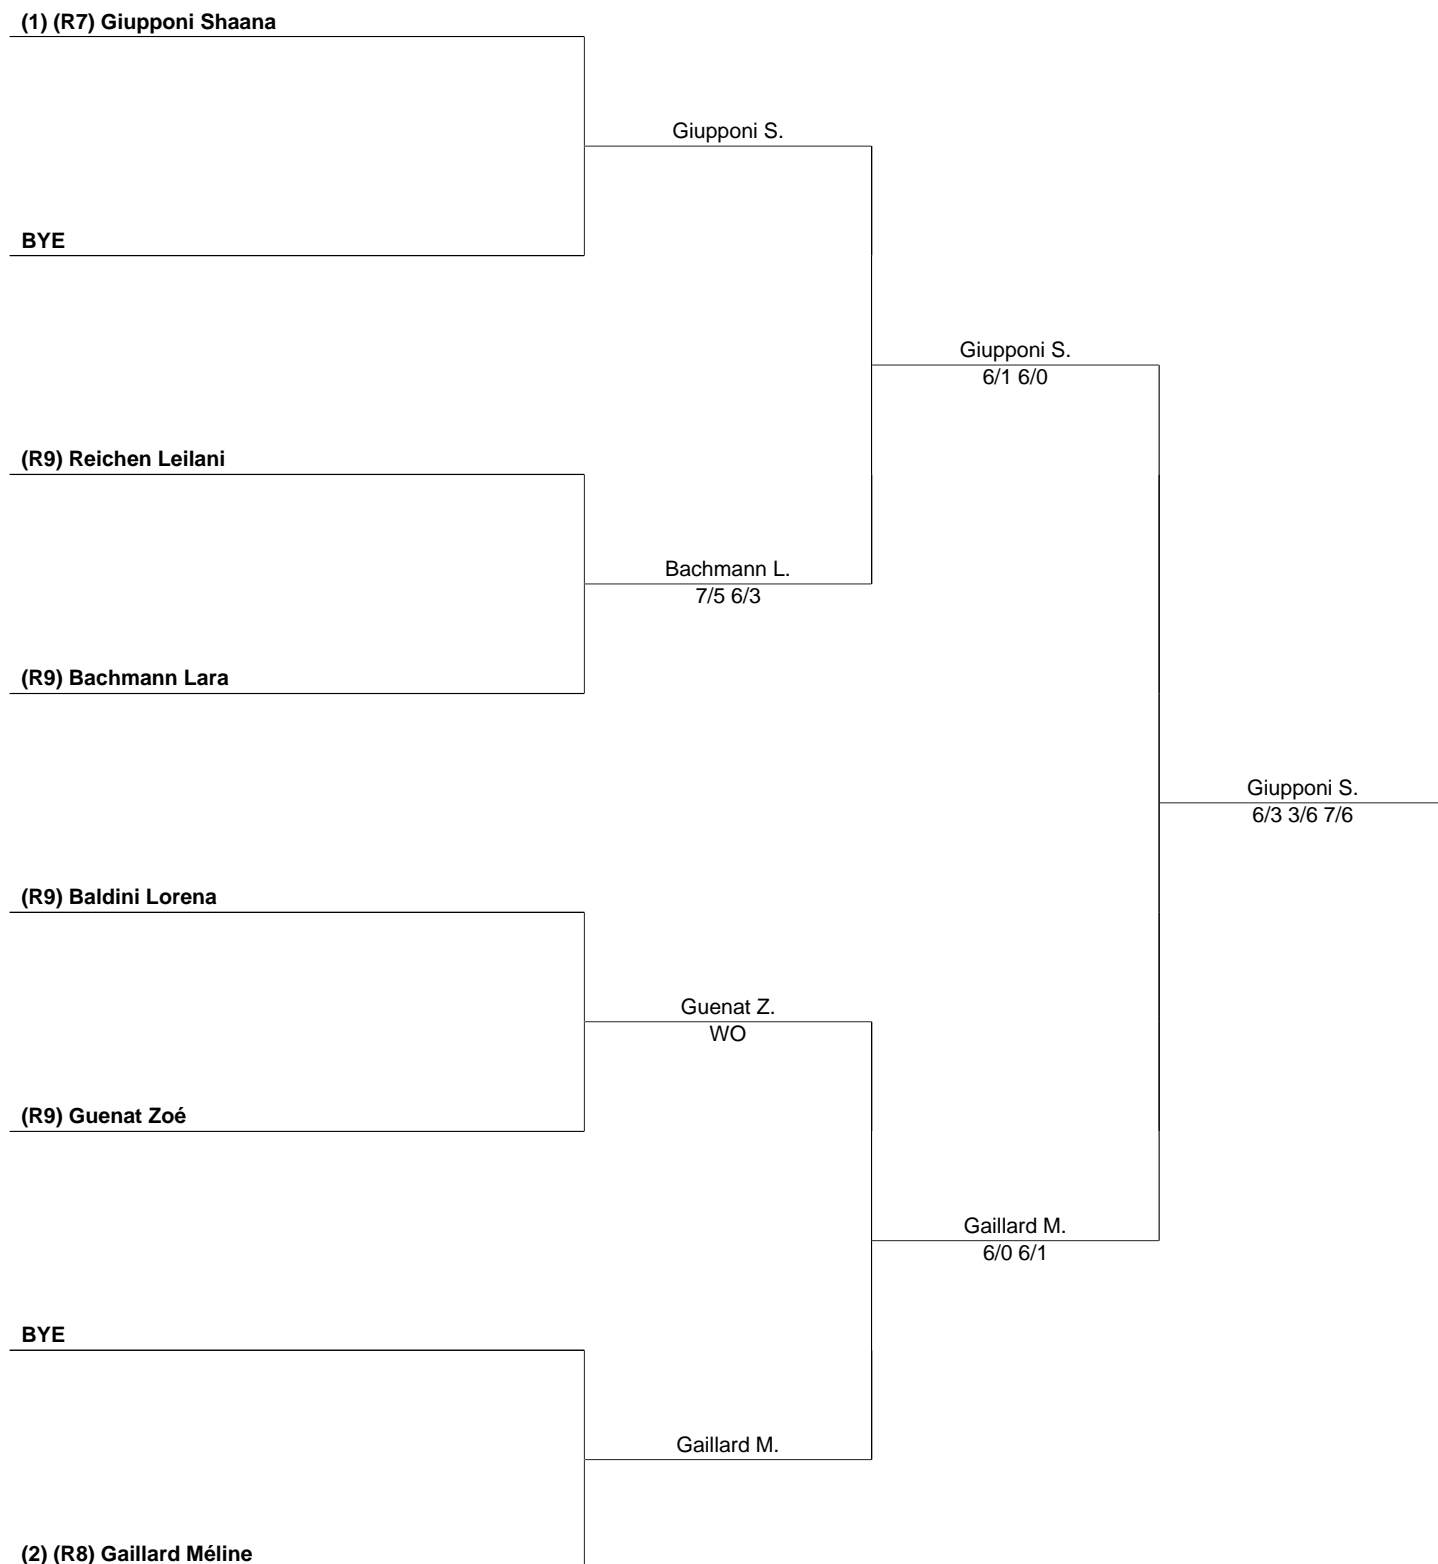 (1) (R7) Giupponi Shaana
Giupponi S.
BYE
Giupponi S.
6/1 6/0
(R9) Reichen Leilani
Bachmann L.
7/5 6/3
(R9) Bachmann Lara
Giupponi S.
6/3 3/6 7/6
(R9) Baldini Lorena
Guenat Z.
WO
(R9) Guenat Zoé
Gaillard M.
6/0 6/1
BYE
Gaillard M.
(2) (R8) Gaillard Méline